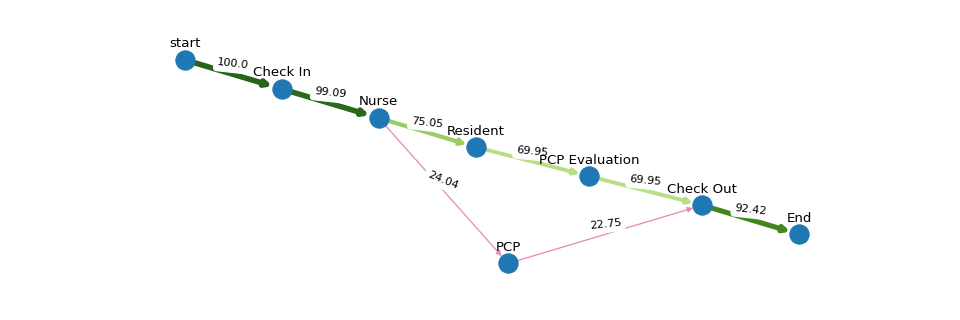 start
100.0
Check In
99.09
Nurse
75.05
Resident
69.95
PCP Evaluation
24.04
69.95
Check Out
92.42
End
22.75
PCP